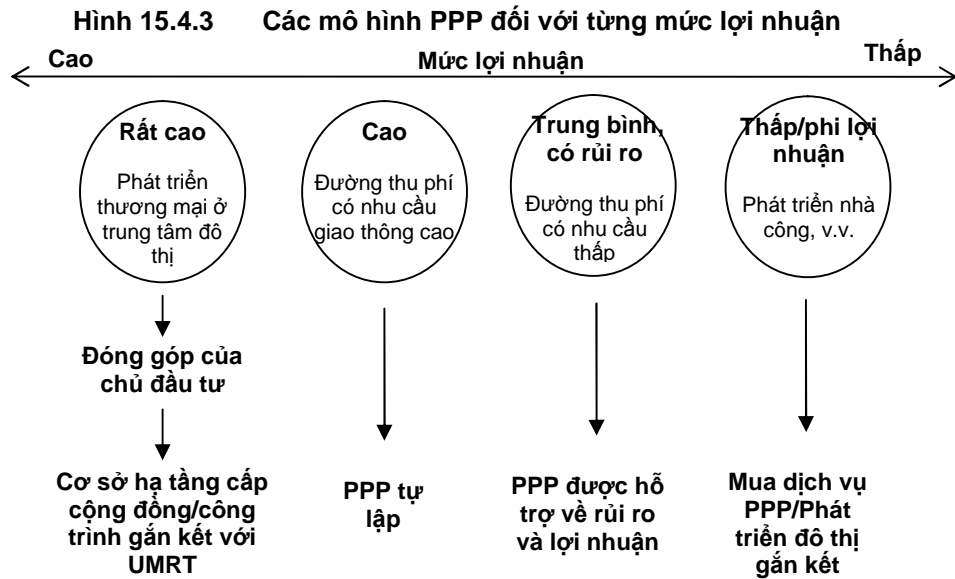 Hình 15.4.3 Các mô hình PPP đối với từng mức lợi nhuận
Cao
Mức lợi nhuận
Thấp
Rất cao
Phát triển
thương mại ở
trung tâm đô
thị
Cao
Đường thu phí
có nhu cầu
giao thông cao
Trung bình,
có rủi ro
Đường thu phí
có nhu cầu
thấp
Thấp/phi lợi
nhuận
Phát triển nhà
công, v.v.
Đóng góp của
chủ đầu tư
Cơ sở hạ tầng cấp
cộng đồng/công
trình gắn kết với
UMRT
PPP tự
lập
PPP được hỗ
trợ về rủi ro
và lợi nhuận
Mua dịch vụ
PPP/Phát
triển đô thị
gắn kết